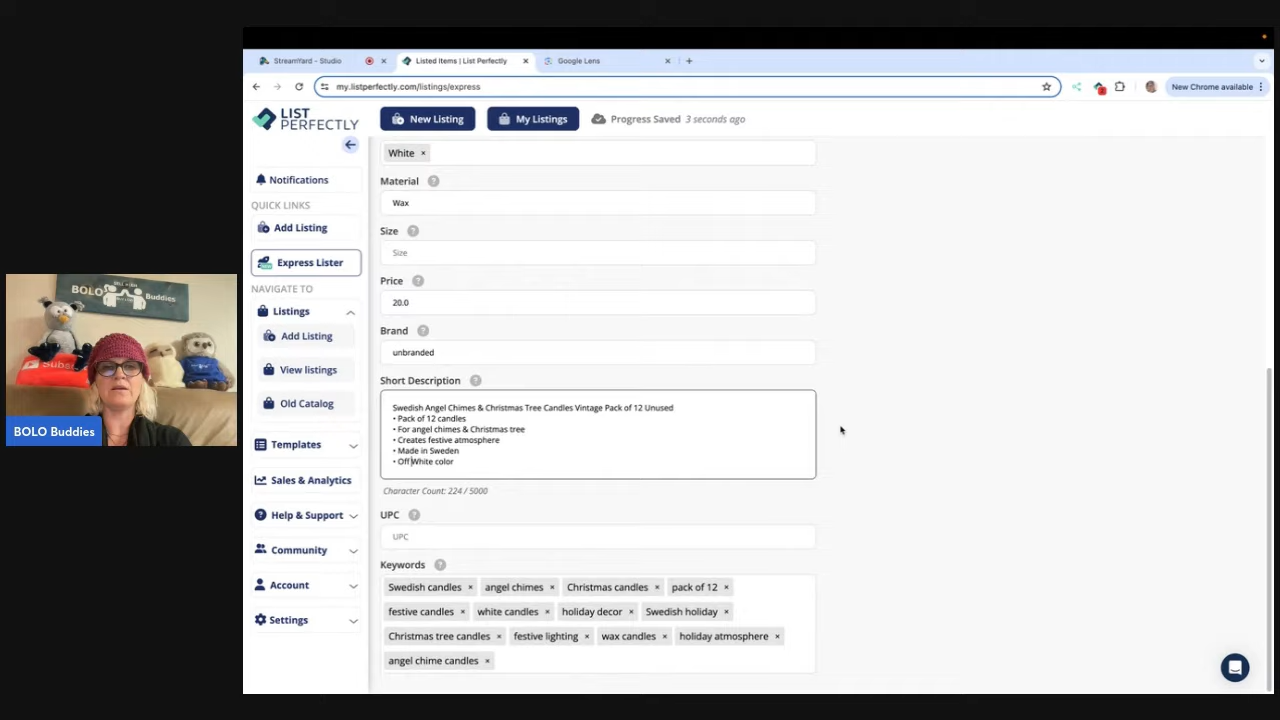 StreamYard - Studio
Listed Items | List Perfectly
Google Lens
my.listperfectly.com/listings/express
New Chrome available
LIST
PERFECTLY
New Listing
My Listings
Progress Saved 3 seconds ago
Notifications
QUICK LINKS
Add Listing
Express Lister
NAVIGATE TO
Listings
Add Listing
View listings
Old Catalog
Templates
Sales & Analytics
Help & Support
Community
Account
Settings
White ×
Material ?
Wax
Size ?
Size
Price ?
20.0
Brand ?
unbranded
Short Description ?
Swedish Angel Chimes & Christmas Tree Candles Vintage Pack of 12 Unused
• Pack of 12 candles
• For angel chimes & Christmas tree
• Creates festive atmosphere
• Made in Sweden
• Off White color
Character Count: 224 / 5000
UPC ?
UPC
Keywords ?
Swedish candles × angel chimes × Christmas candles × pack of 12 ×
festive candles × white candles × holiday decor × Swedish holiday ×
Christmas tree candles × festive lighting × wax candles × holiday atmosphere ×
angel chime candles ×
BOLO Buddies
Subs
BOLO Buddies